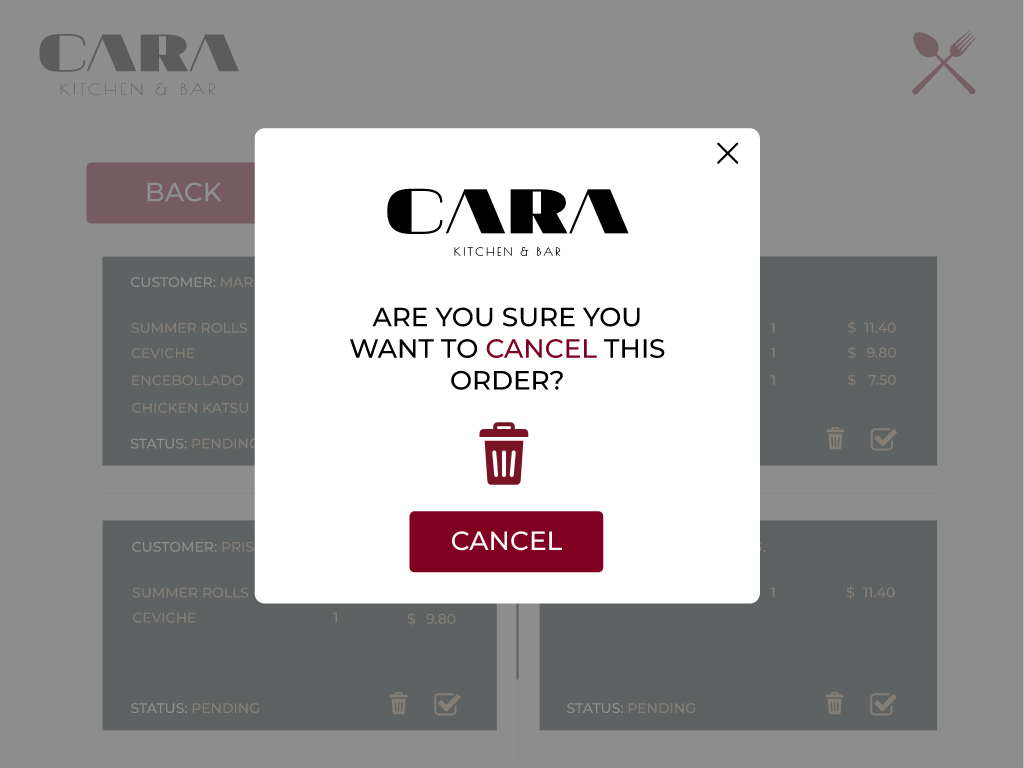 CARA
KITCHEN & BAR
BACK
CARA
KITCHEN & BAR
ARE YOU SURE YOU
WANT TO CANCEL THIS
ORDER?
CANCEL
CUSTOMER:
SUMMER ROLLS
CEVICHE
ENCEBOLLADO
CHICKEN KATSU
STATUS: PENDING
1 $ 11.40
1 $ 9.80
1 $ 7.50
CUSTOMER:
SUMMER ROLLS
CEVICHE 1 $ 9.80
STATUS: PENDING
1 $ 11.40
STATUS: PENDING